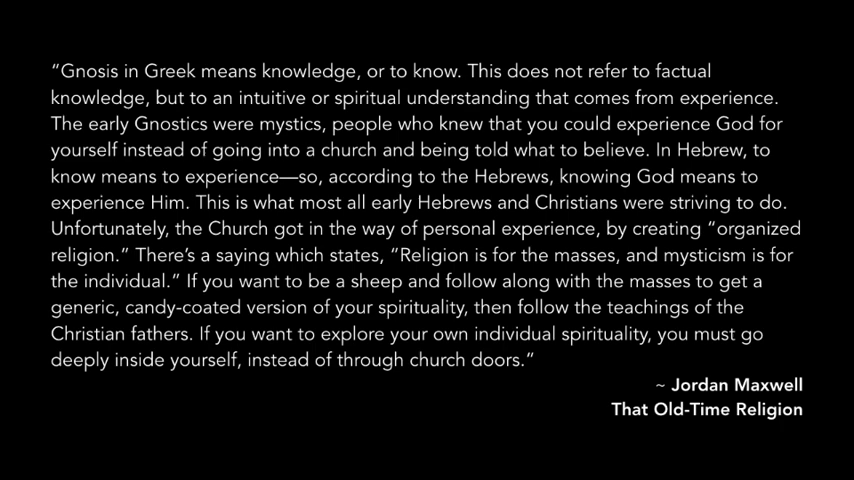 “Gnosis in Greek means knowledge, or to know. This does not refer to factual
knowledge, but to an intuitive or spiritual understanding that comes from experience.
The early Gnostics were mystics, people who knew that you could experience God for
yourself instead of going into a church and being told what to believe. In Hebrew, to
know means to experience—so, according to the Hebrews, knowing God means to
experience Him. This is what most all early Hebrews and Christians were striving to do.
Unfortunately, the Church got in the way of personal experience, by creating “organized
religion.” There’s a saying which states, “Religion is for the masses, and mysticism is for
the individual.” If you want to be a sheep and follow along with the masses to get a
generic, candy-coated version of your spirituality, then follow the teachings of the
Christian fathers. If you want to explore your own individual spirituality, you must go
deeply inside yourself, instead of through church doors.”
~ Jordan Maxwell
That Old-Time Religion